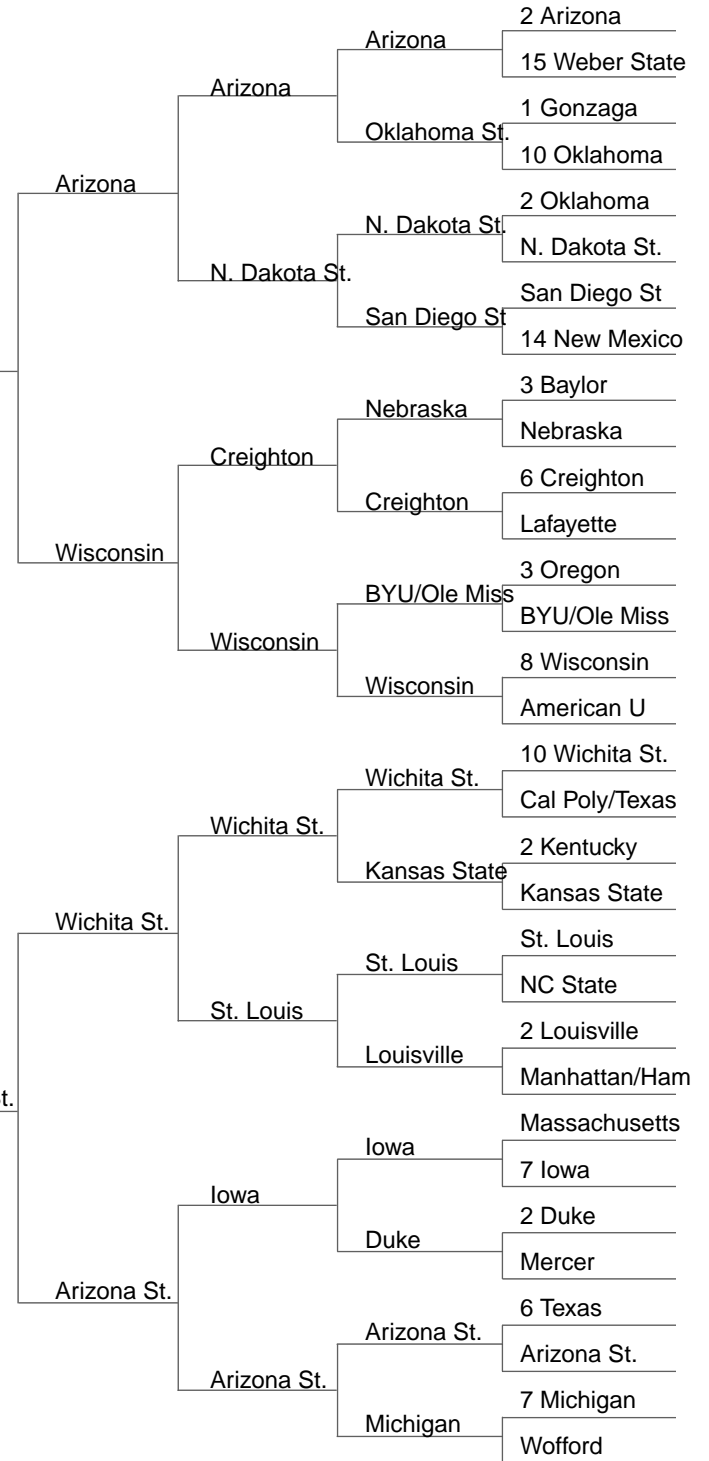 2 Arizona
Arizona
15 Weber State
Arizona
1 Gonzaga
Oklahoma St.
10 Oklahoma
Arizona
2 Oklahoma
N. Dakota St.
N. Dakota St.
N. Dakota St.
San Diego St
San Diego St
14 New Mexico
3 Baylor
Nebraska
Nebraska
Creighton
6 Creighton
Creighton
Lafayette
Wisconsin
3 Oregon
BYU/Ole Miss
BYU/Ole Miss
Wisconsin
8 Wisconsin
Wisconsin
American U
10 Wichita St.
Wichita St.
Cal Poly/Texas
Wichita St.
2 Kentucky
Kansas State
Kansas State
Wichita St.
St. Louis
St. Louis
NC State
St. Louis
2 Louisville
Louisville
Manhattan/Ham
t.
Massachusetts
Iowa
7 Iowa
Iowa
2 Duke
Duke
Mercer
Arizona St.
6 Texas
Arizona St.
Arizona St.
Arizona St.
7 Michigan
Michigan
Wofford